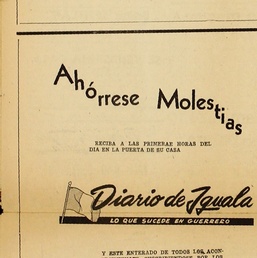 Ahórrese Molestias
RECIBA A LAS PRIMERAE HORAS DEL
DIA EN LA PUERTA DE SU CASA
Diario de Iguala
LO QUE SUCEDE EN GUERRERO
Y ESTE ENTERADO DE TODOS LOS ACON-